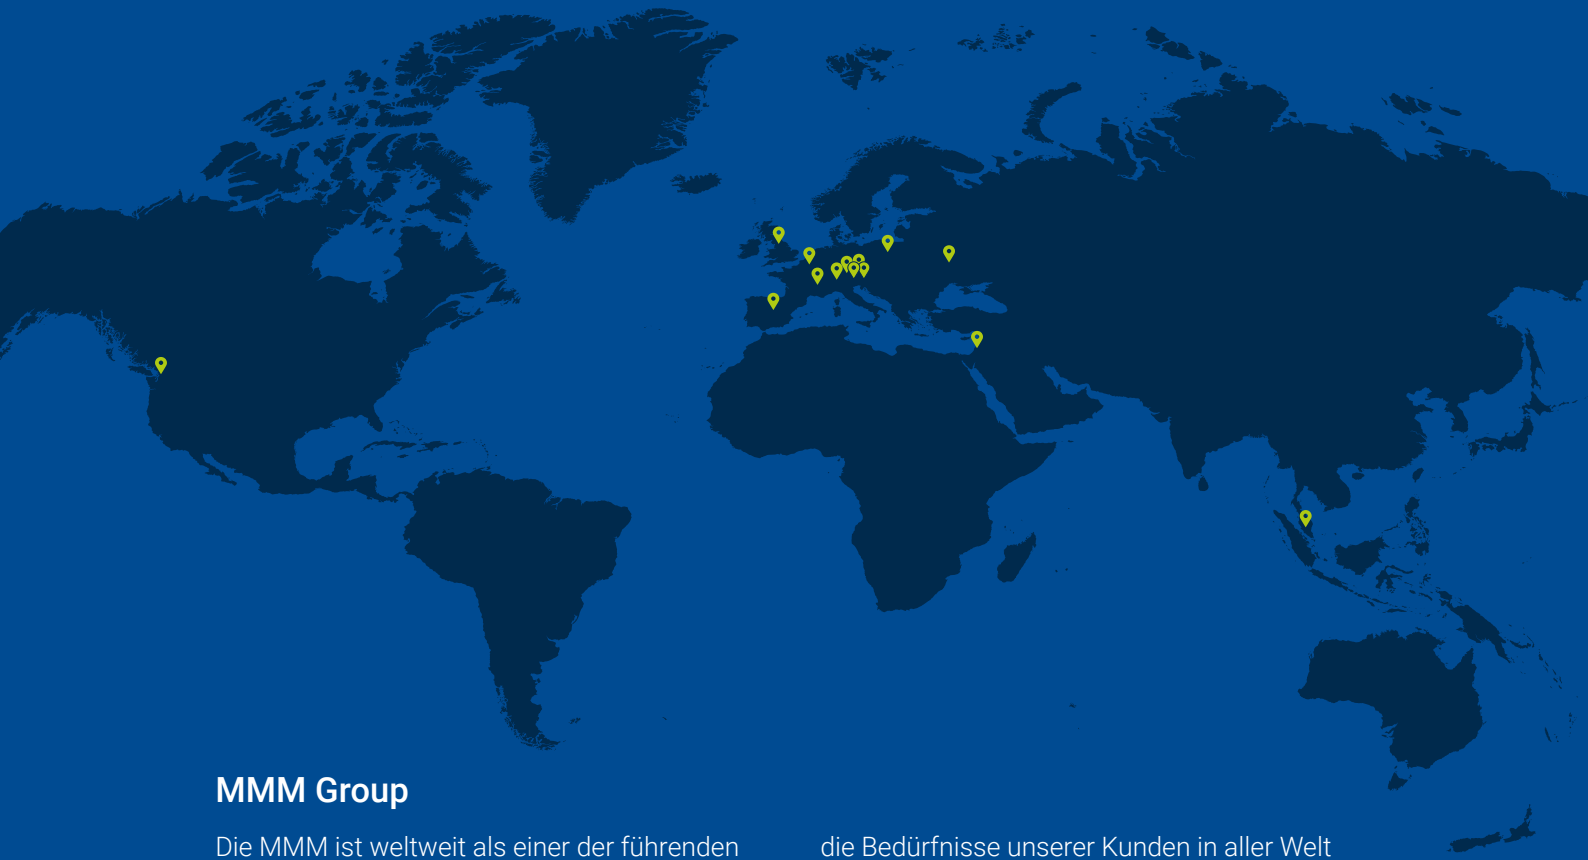 MMM Group
Die MMM ist weltweit als einer der führenden
die Bedürfnisse unserer Kunden in aller Welt